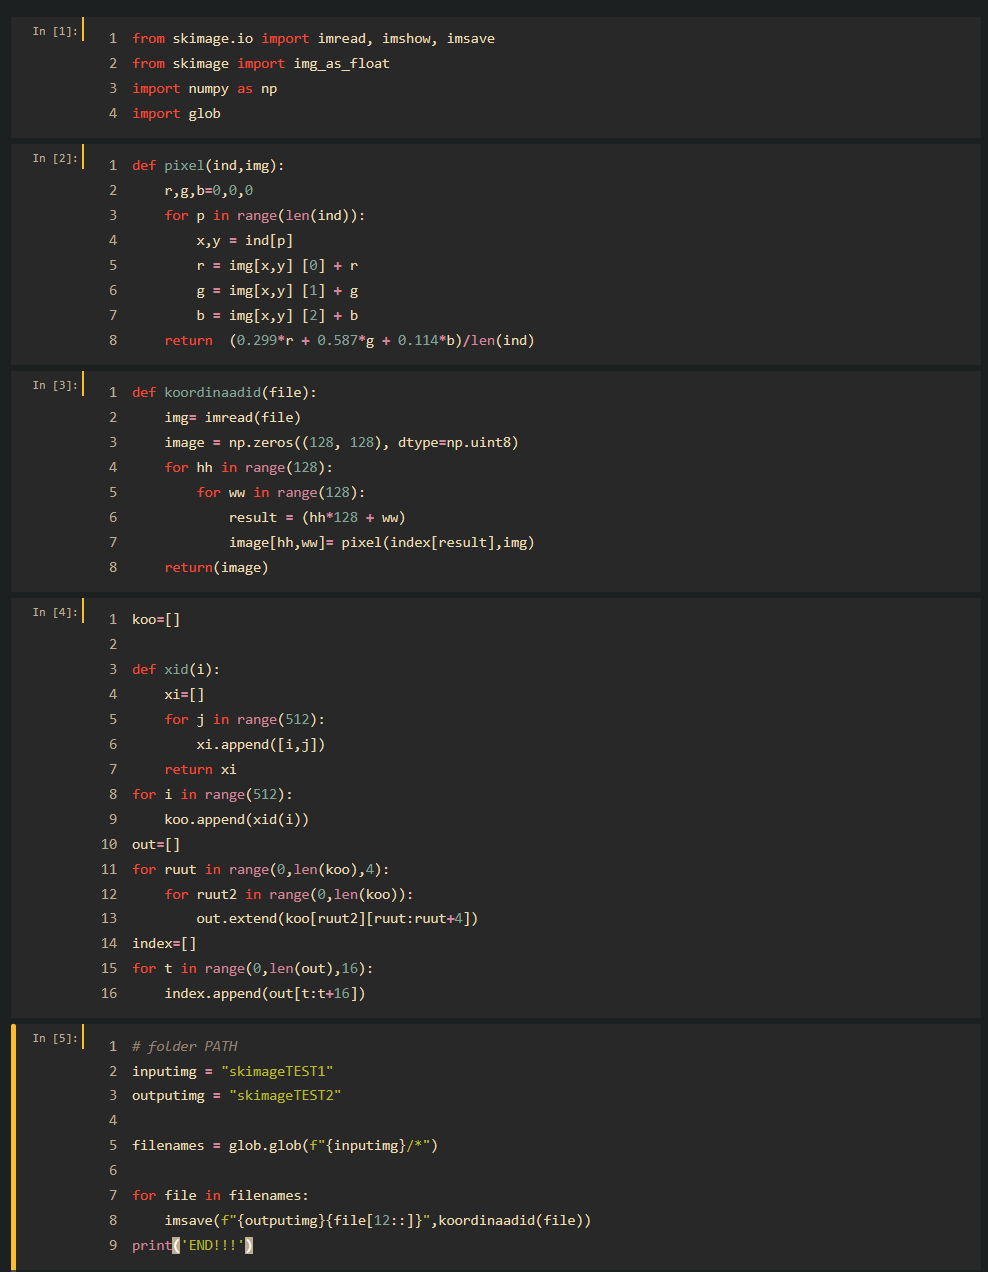 In [1]:
1 from skimage.io import imread, imshow, imsave
2 from skimage import img_as_float
3 import numpy as np
4 import glob
In [2]:
1 def pixel(ind,img):
2     r,g,b=0,0,0
3     for p in range(len(ind)):
4         x,y = ind[p]
5         r = img[x,y] [0] + r
6         g = img[x,y] [1] + g
7         b = img[x,y] [2] + b
8     return  (0.299*r + 0.587*g + 0.114*b)/len(ind)
In [3]:
1 def koordinaadid(file):
2     img= imread(file)
3     image = np.zeros((128, 128), dtype=np.uint8)
4     for hh in range(128):
5         for ww in range(128):
6             result = (hh*128 + ww)
7             image[hh,ww]= pixel(index[result],img)
8     return(image)
In [4]:
1 koo=[]
2
3 def xid(i):
4     xi=[]
5     for j in range(512):
6         xi.append([i,j])
7     return xi
8 for i in range(512):
9     koo.append(xid(i))
10 out=[]
11 for ruut in range(0,len(koo),4):
12     for ruut2 in range(0,len(koo)):
13         out.extend(koo[ruut2][ruut:ruut+4])
14 index=[]
15 for t in range(0,len(out),16):
16     index.append(out[t:t+16])
In [5]:
1 # folder PATH
2 inputimg = "skimageTEST1"
3 outputimg = "skimageTEST2"
4
5 filenames = glob.glob(f"{inputimg}/*")
6
7 for file in filenames:
8     imsave(f"{outputimg}{file[12::]}",koordinaadid(file))
9 print('END!!!')